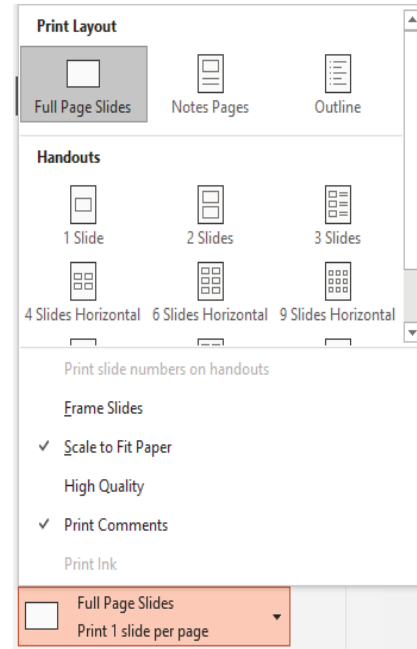 Print Layout
Full Page Slides Notes Pages Outline
Handouts
1 Slide 2 Slides 3 Slides
4 Slides Horizontal 6 Slides Horizontal 9 Slides Horizontal
Print slide numbers on handouts
Frame Slides
Scale to Fit Paper
High Quality
Print Comments
Print Ink
Full Page Slides
Print 1 slide per page